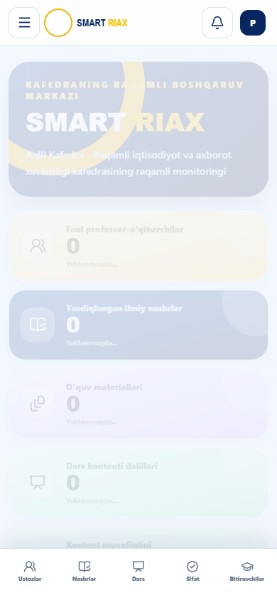 SMART RIAX
P
KAFEDRANING RAQAMLI BOSHQARUV
MARKAZI
SMART RIAX
Kafedra Raqamli iqtisodiyot va axborot
kafedrasining raqamli monitoringi
Faol professor-o'qituvchilar
0
Yuklanmoqda...
Tasdiqlangan ilmiy nashrlar
0
Yuklanmoqda...
O'quv materiallari
0
Yuklanmoqda...
Dars kontenti dalillari
0
Yuklanmoqda...
Kontent muvofiqligi
Ustozlar
Nashrlar
Dars
Sifat
Bitiruvchilar